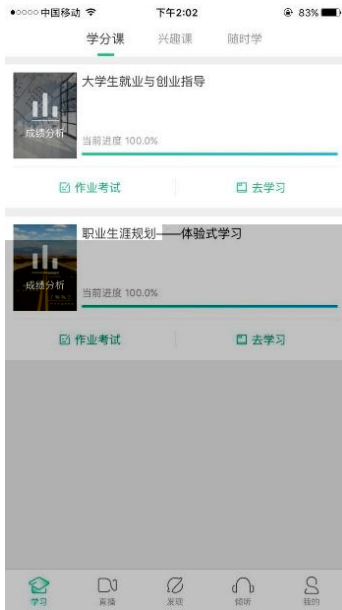 中国移动 下午2:02 83%
学分课 兴趣课 随时学
大学生就业与创业指导
成绩分析
当前进度 100.0%
作业考试 去学习
职业生涯规划——体验式学习
成绩分析
当前进度 100.0%
作业考试 去学习
学习 直播 发现 倾听 我的